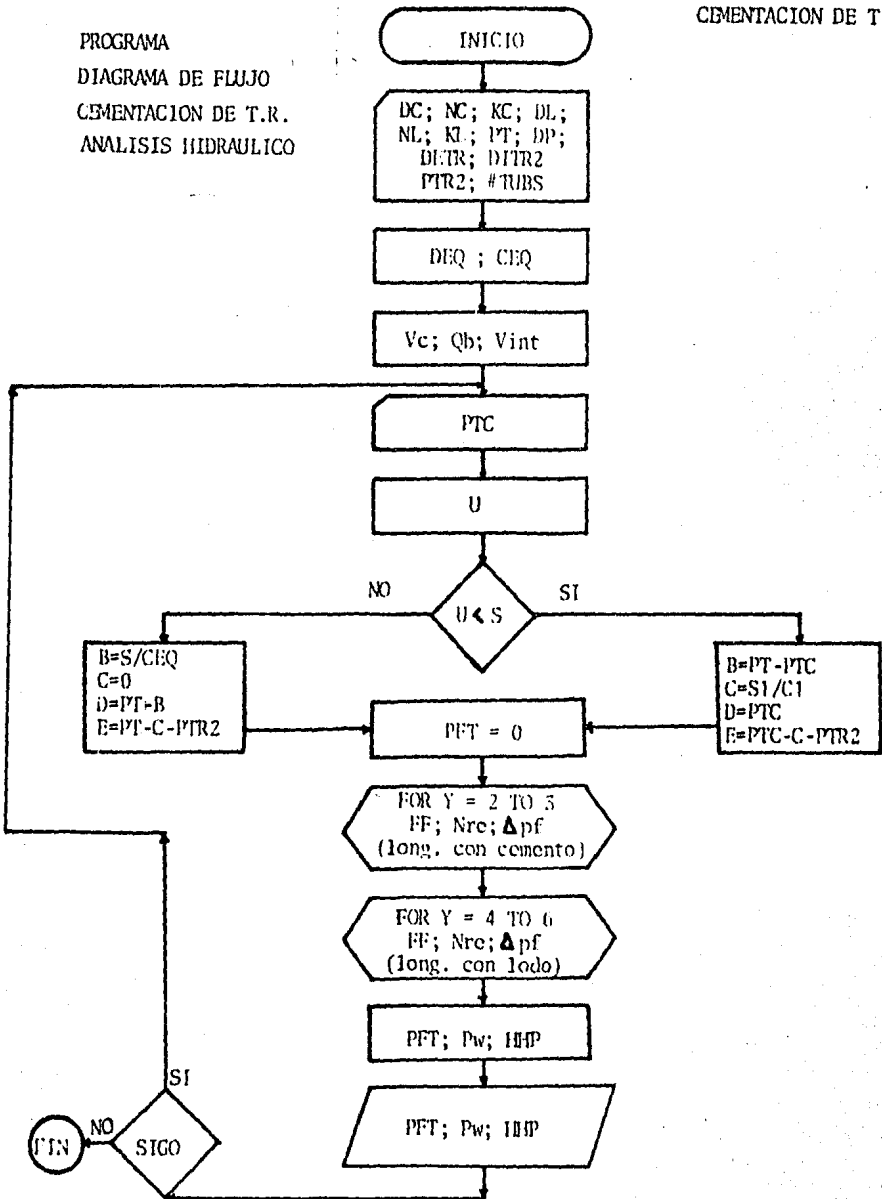 CEMENTACION DE T
PROGRAMA
DIAGRAMA DE FLUJO
CEMENTACION DE T.R.
ANALISIS HIDRAULICO
INICIO
DC; NC; KC; DL;
NL; KL; PT; DP;
DETR; DITR2
PTR2; #TUBS
DEQ ; CEQ
Vc; Qb; Vint
PTC
U
NO
U < S
SI
B=S/CEQ
C=0
D=PT-B
E=PT-C-PTR2
PFT = 0
B=PT-PTC
C=S1/C1
D=PTC
E=PTC-C-PTR2
FOR Y = 2 TO 3
FF; Nre; Δpf
(long. con cemento)
FOR Y = 4 TO 6
FF; Nre; Δpf
(long. con lodo)
PFT; Pw; HHP
PFT; Pw; HHP
SI
SIGO
NO
FIN